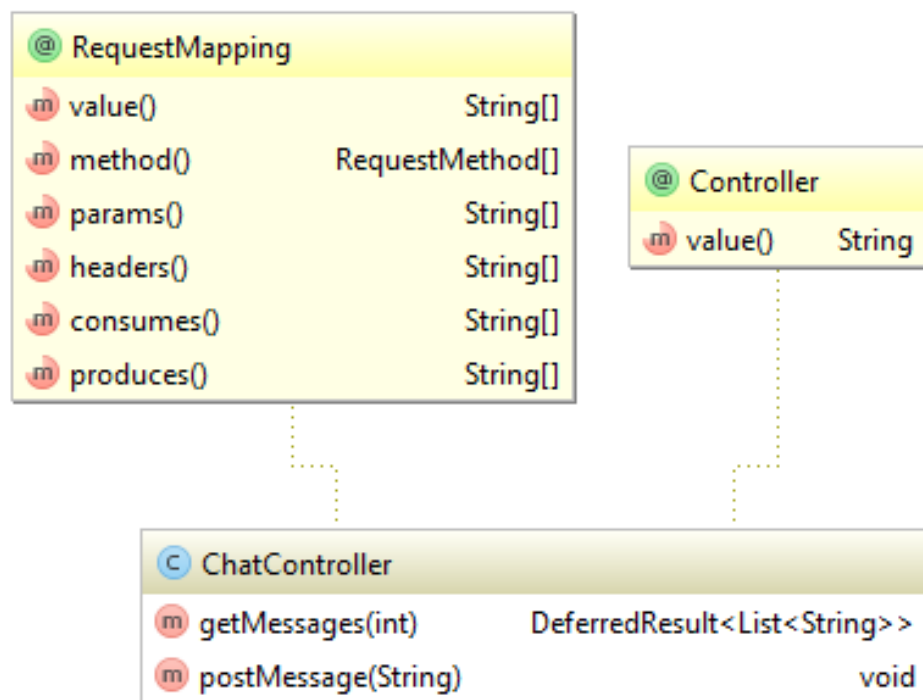 @ RequestMapping
m value() String[]
m method() RequestMethod[]
m params() String[]
m headers() String[]
m consumes() String[]
m produces() String[]
@ Controller
m value() String
C ChatController
m getMessages(int) DeferredResult<List<String>>
m postMessage(String) void